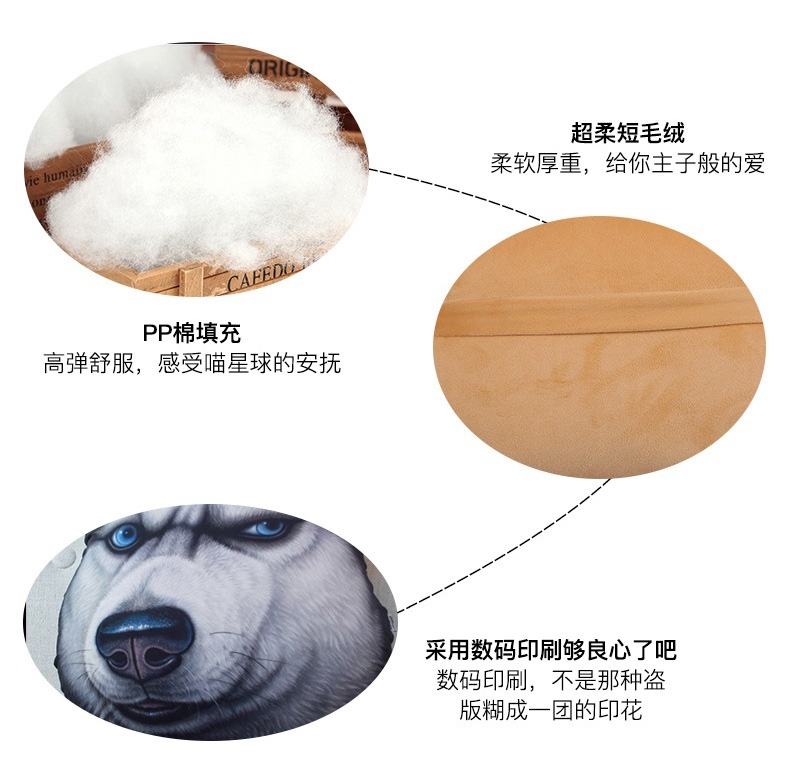 ORIGI
vie humain
CAFEDO
超柔短毛绒
柔软厚重，给你主子般的爱
PP棉填充
高弹舒服，感受喵星球的安抚
采用数码印刷够良心了吧
数码印刷，不是那种盗
版糊成一团的印花